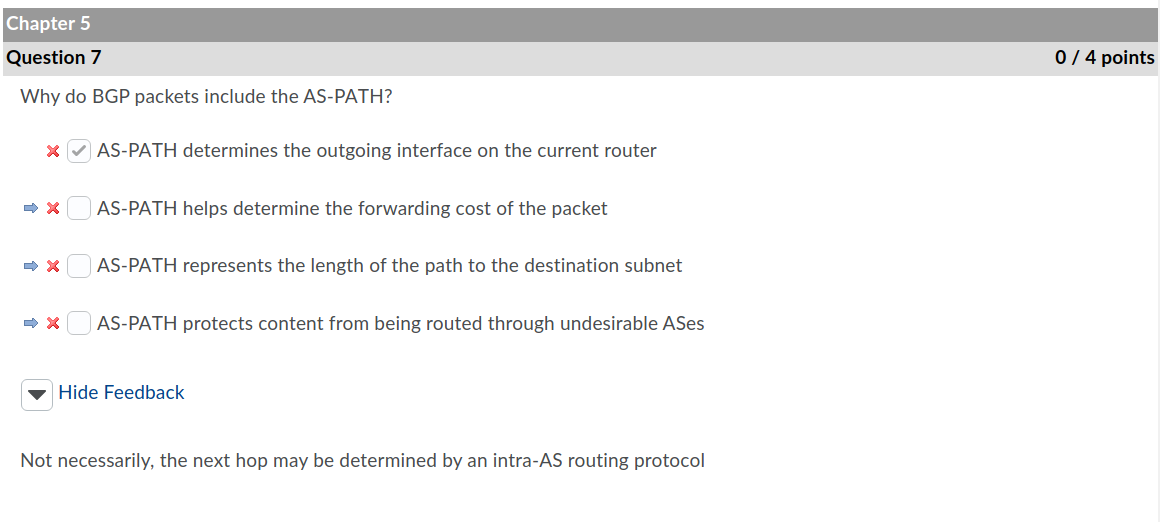 Chapter 5
Question 7 0 / 4 points
Why do BGP packets include the AS-PATH?
AS-PATH determines the outgoing interface on the current router
AS-PATH helps determine the forwarding cost of the packet
AS-PATH represents the length of the path to the destination subnet
AS-PATH protects content from being routed through undesirable ASes
Hide Feedback
Not necessarily, the next hop may be determined by an intra-AS routing protocol